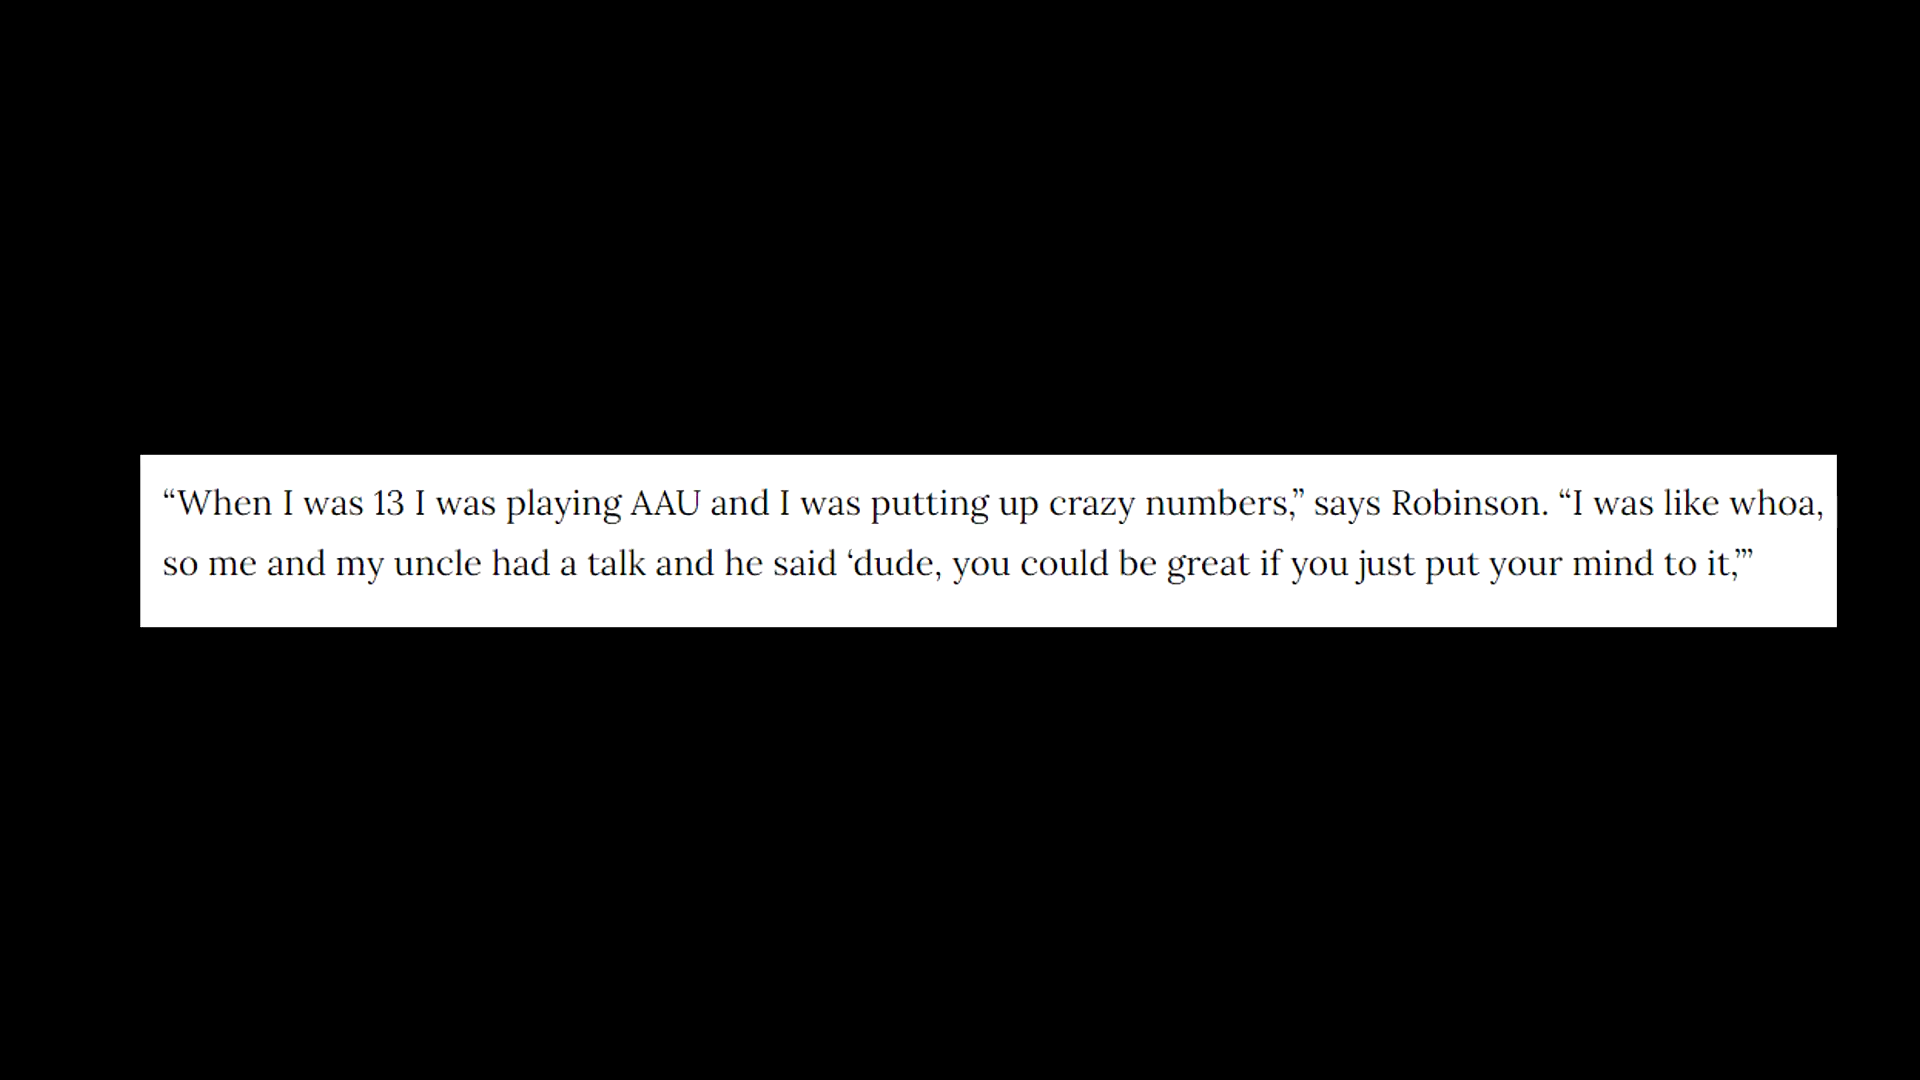 “When I was 13 I was playing AAU and I was putting up crazy numbers,” says Robinson. “I was like whoa,
so me and my uncle had a talk and he said ‘dude, you could be great if you just put your mind to it,’”